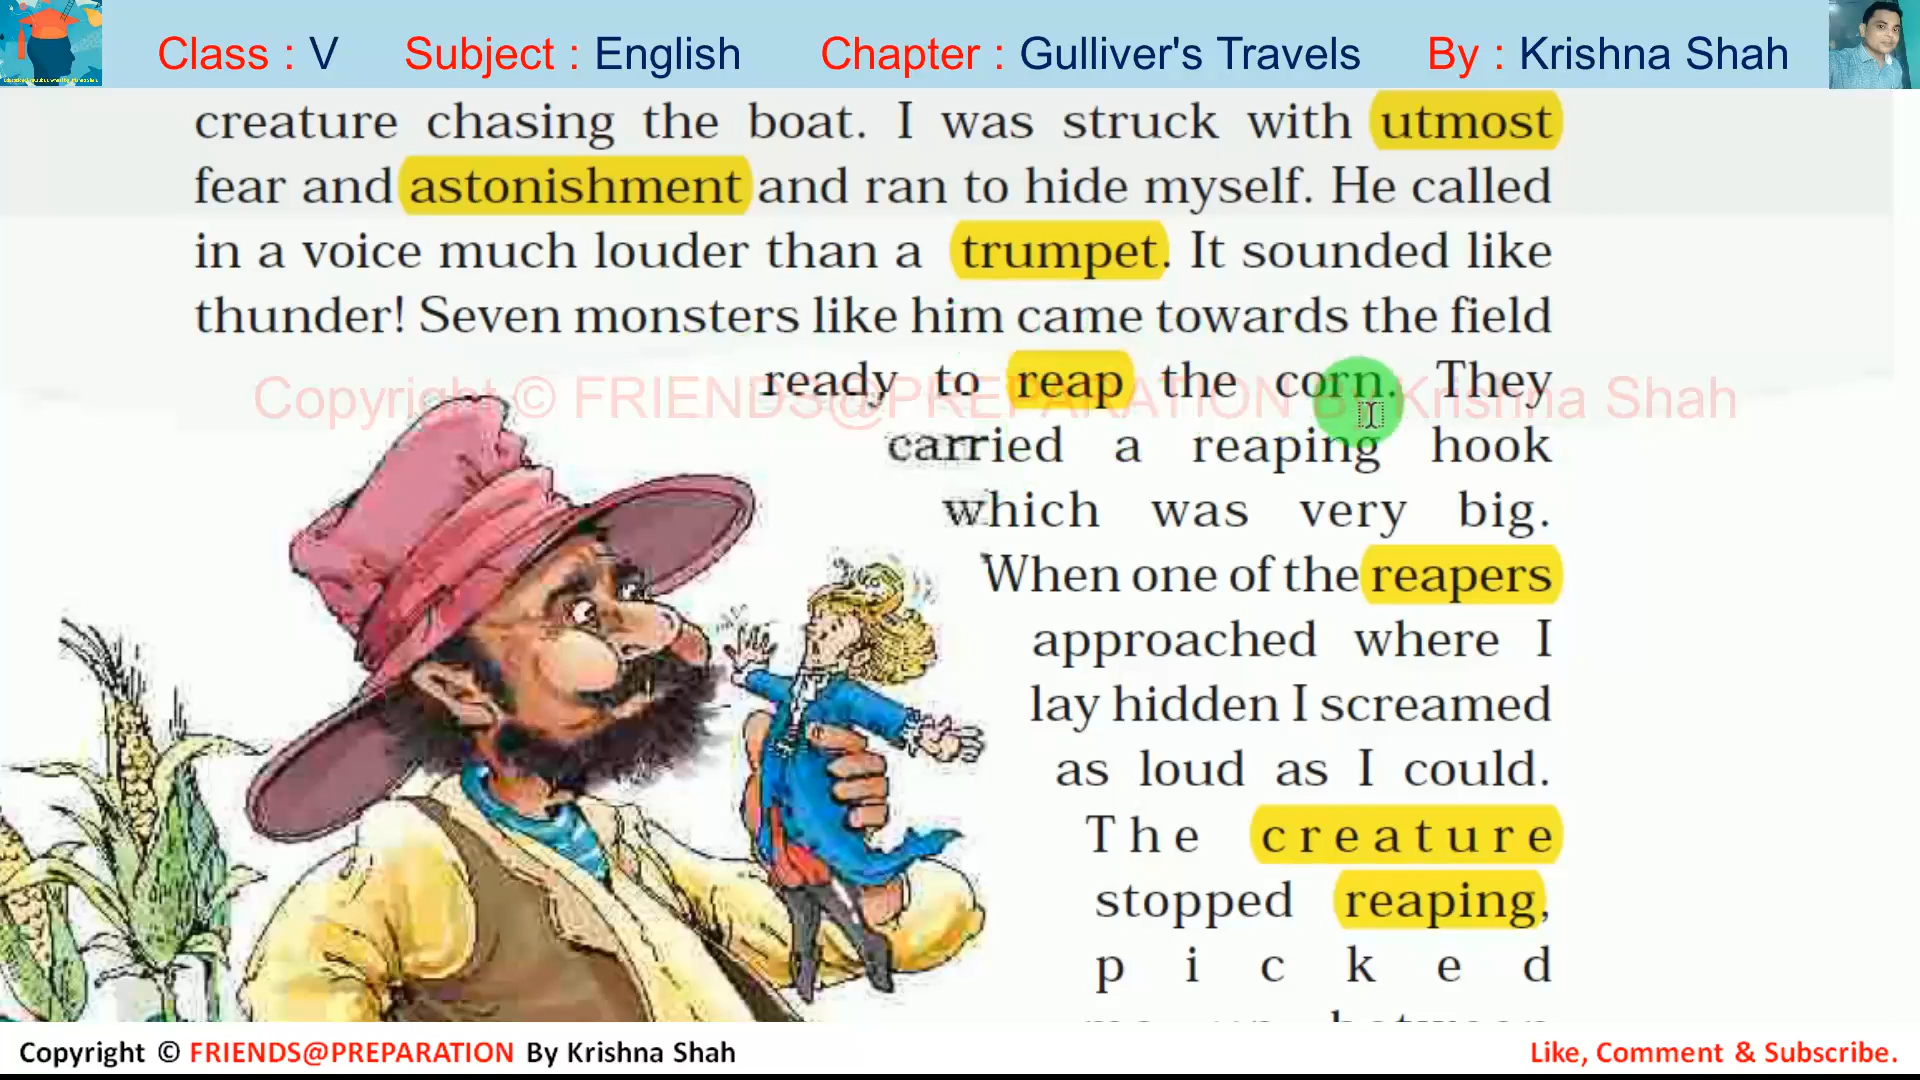 Class : V Subject : English Chapter : Gulliver's Travels By : Krishna Shah
creature chasing the boat. I was struck with utmost
fear and astonishment and ran to hide myself. He called
in a voice much louder than a trumpet. It sounded like
thunder! Seven monsters like him came towards the field
ready to reap the corn. They
Copyright © FRIENDS@PREPARATION By Krishna Shah
carried a reaping hook
which was very big.
When one of the reapers
approached where I
lay hidden I screamed
as loud as I could.
The creature
stopped reaping,
picked
Copyright © FRIENDS@PREPARATION By Krishna Shah
Like, Comment & Subscribe.